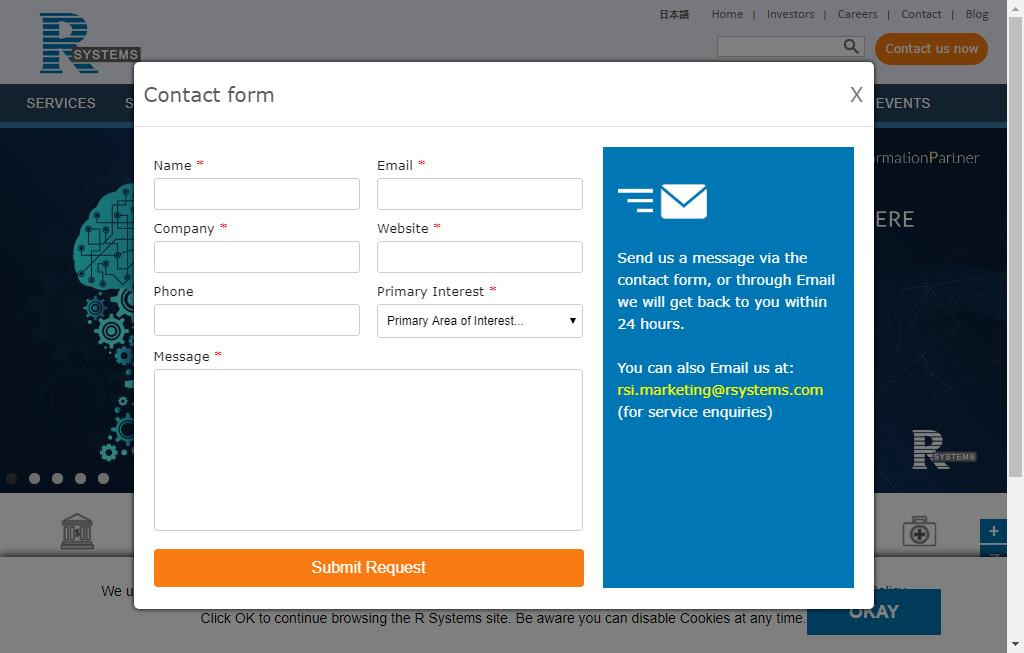 日本語 Home | Investors | Careers | Contact | Blog
R SYSTEMS
Contact us now
SERVICES S EVENTS
Contact form X
ormationPartner
Name * Email *
ERE
Company * Website *
Send us a message via the
contact form, or through Email
we will get back to you within
24 hours.
Phone Primary Interest *
Primary Area of Interest...
Message *
You can also Email us at:
rsi.marketing@rsystems.com
(for service enquiries)
R SYSTEMS
+
Submit Request
We u
Click OK to continue browsing the R Systems site. Be aware you can disable Cookies at any time.
OKAY